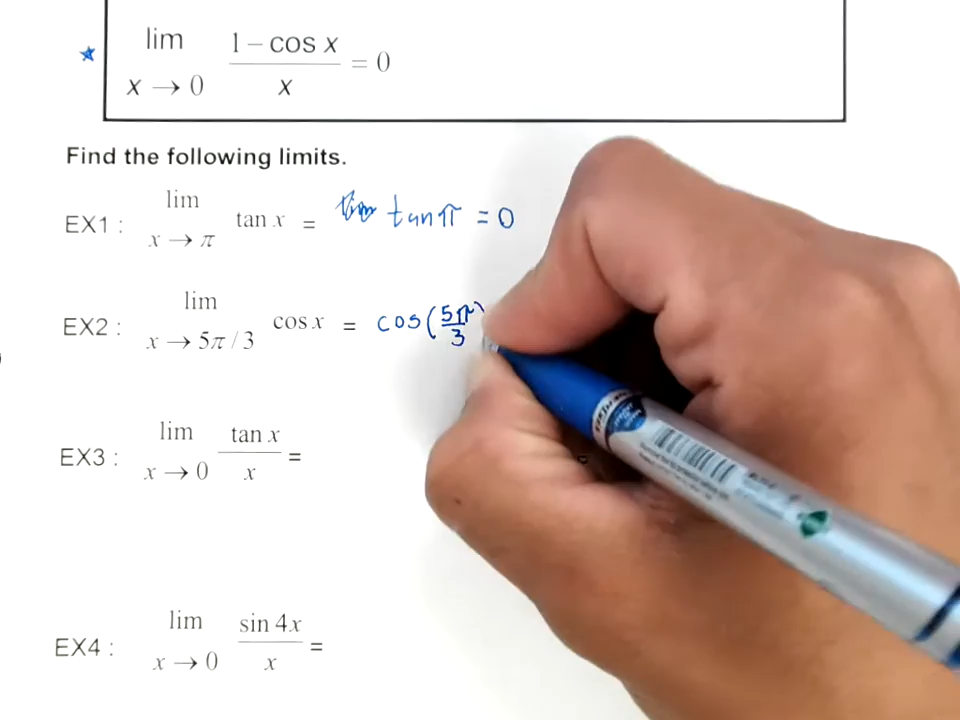 lim 1 − cos x
x → 0 x = 0
Find the following limits.
EX1 : lim x → π tan x = tan π = 0
EX2 : lim x → 5π / 3 cos x = cos(5π/3)
EX3 : lim x → 0 tan x / x =
EX4 : lim x → 0 sin 4x / x =